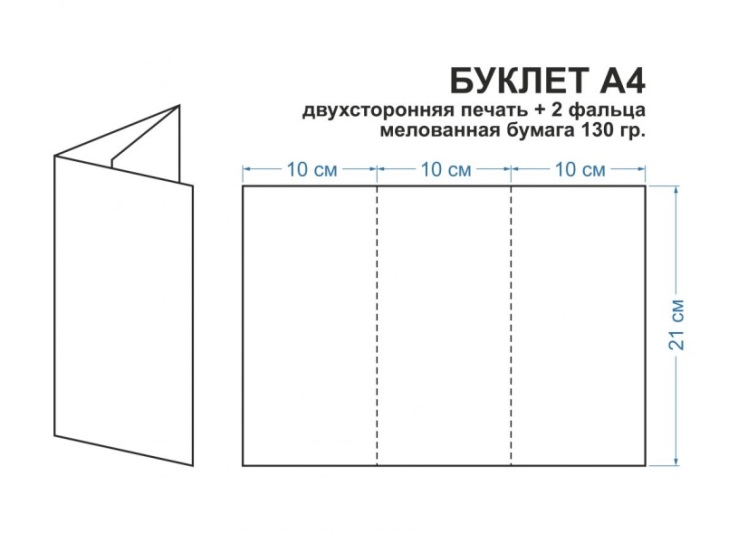 БУКЛЕТ А4
двухсторонняя печать + 2 фальца
мелованная бумага 130 гр.
10 см 10 см 10 см
21 см